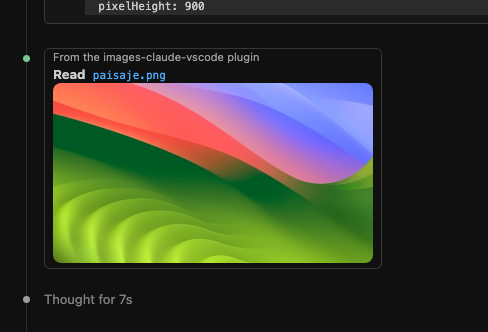 pixelHeight: 900
From the images-claude-vscode plugin
Read paisaje.png
Thought for 7s